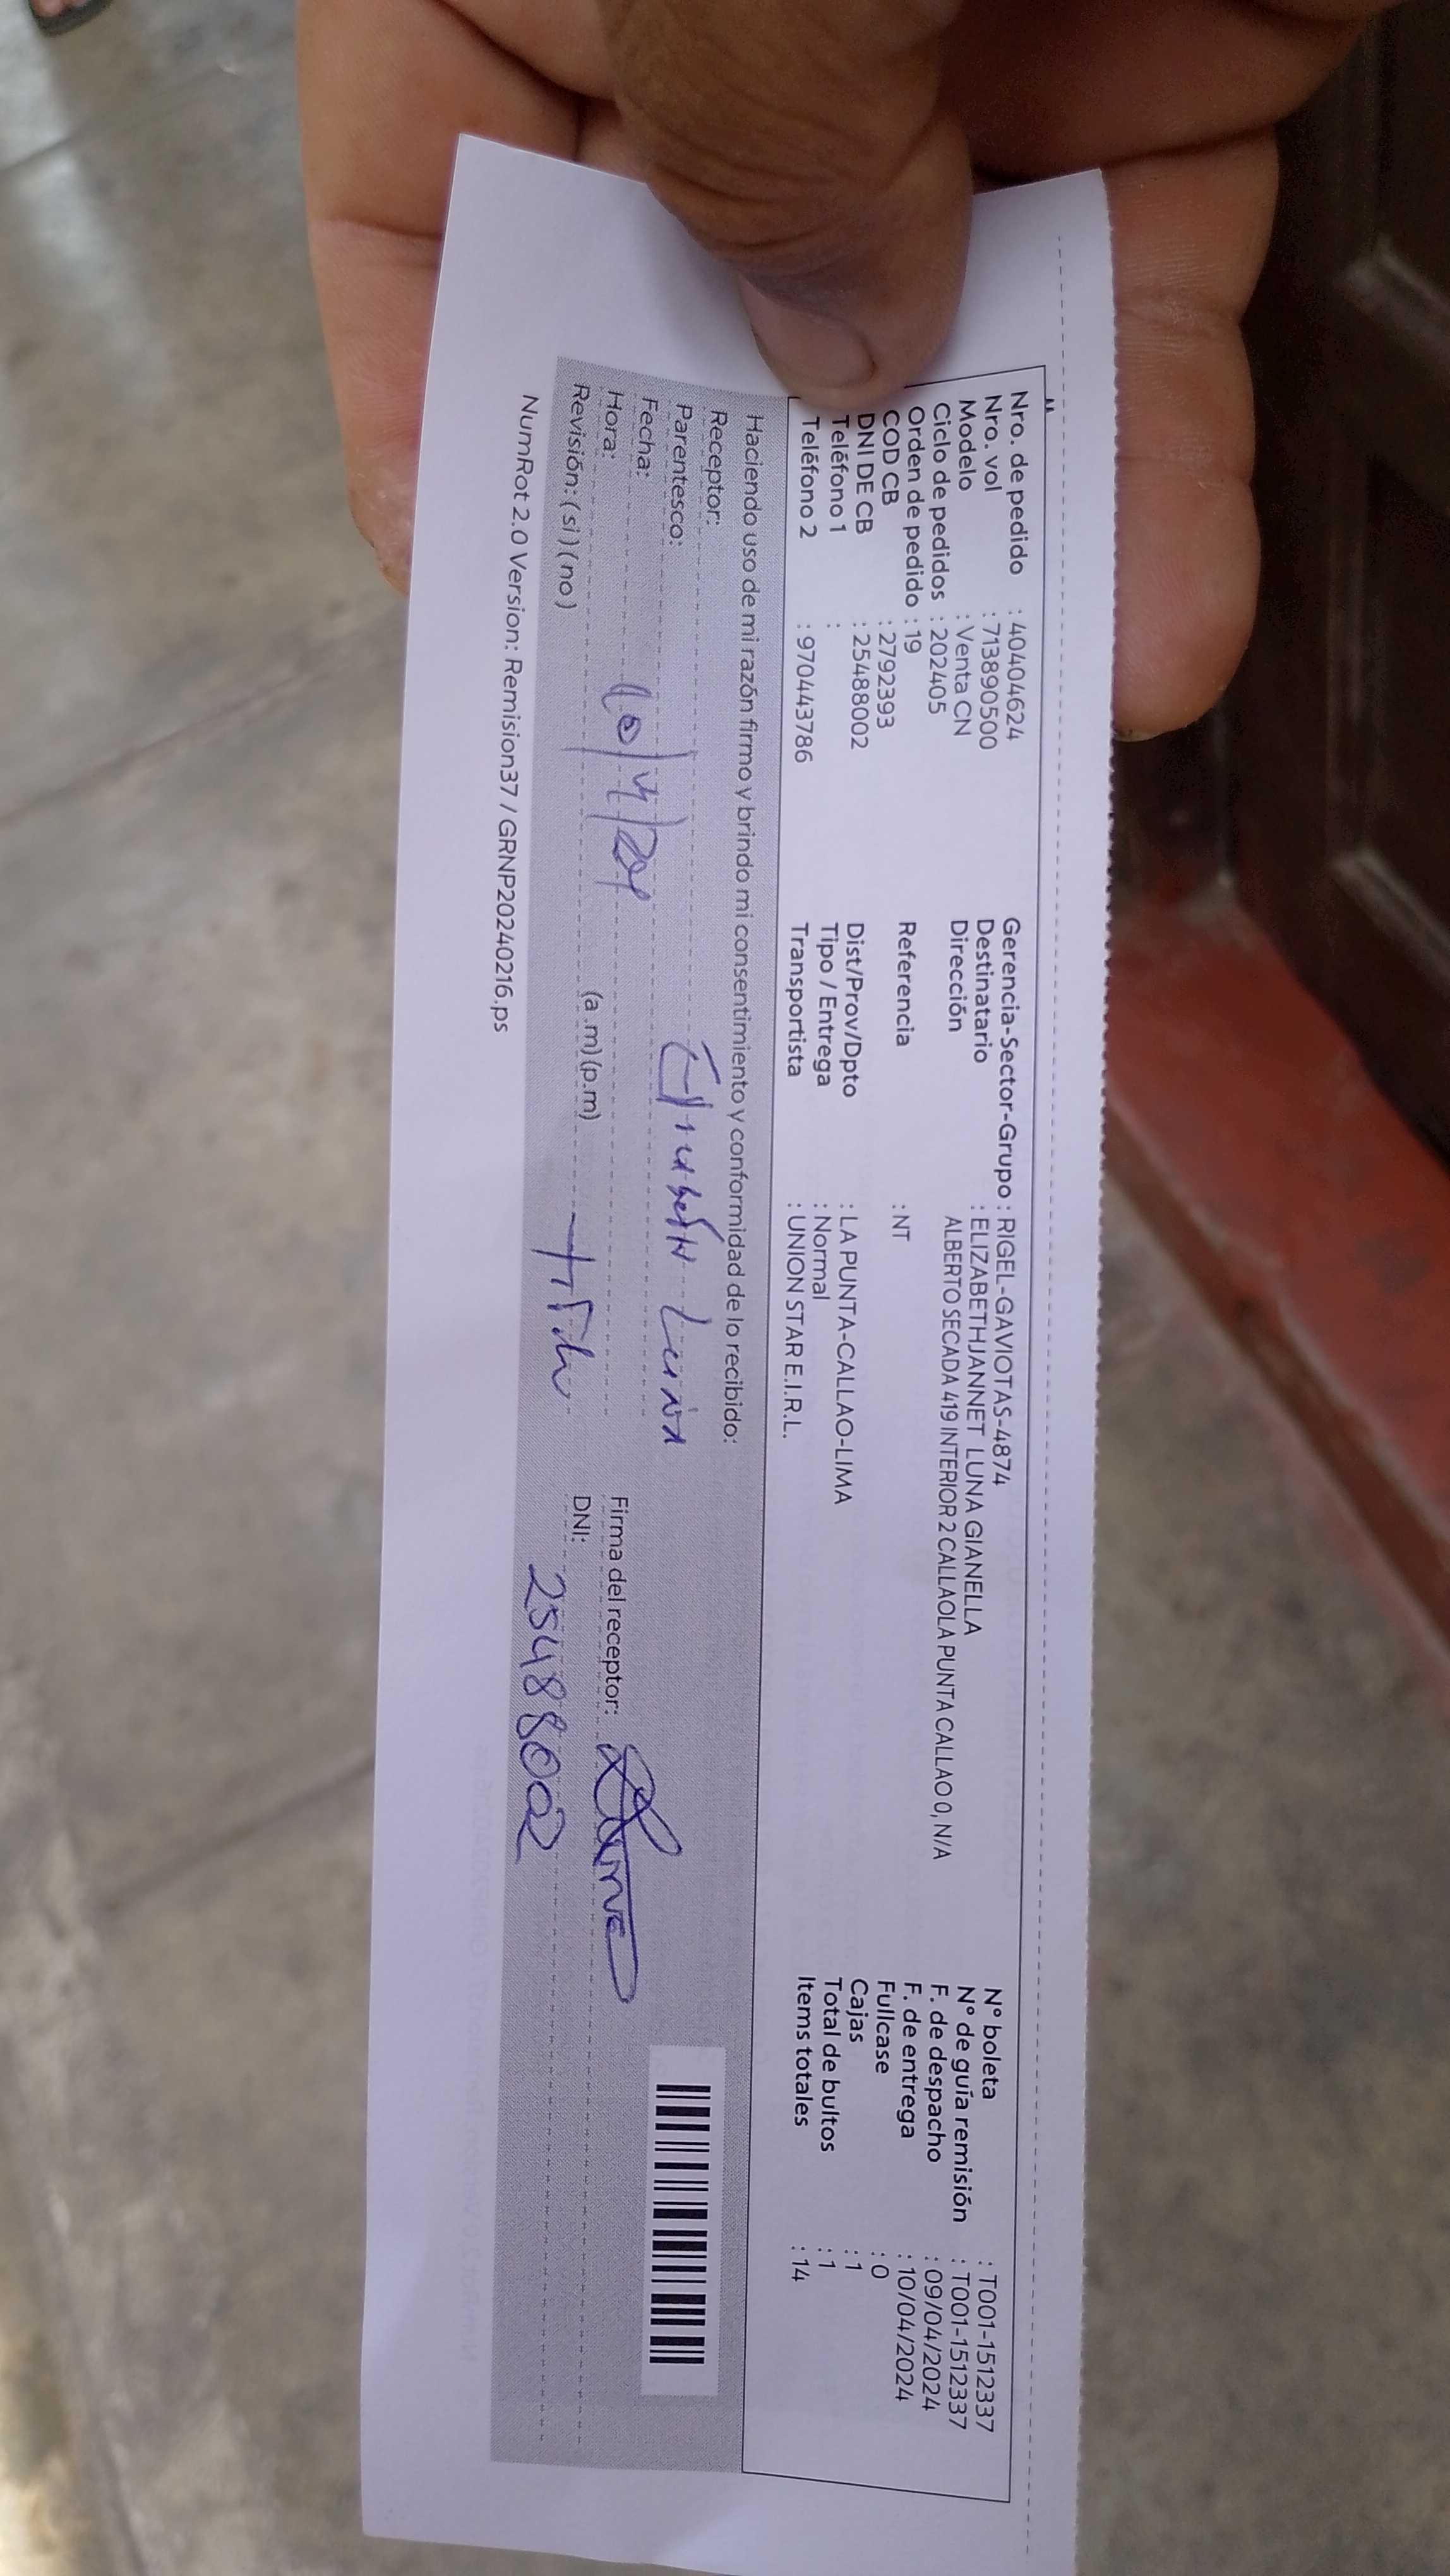 Nro. de pedido : 40404624
Nro. vol : 713890500
Modelo : Venta CN
Ciclo de pedidos : 202405
Orden de pedido : 19
COD CB : 2792393
DNI DE CB : 25488002
Teléfono 1 :
Teléfono 2 : 970443786
Gerencia-Sector-Grupo : RIGEL-GAVIOTAS-4874
Destinatario : ELIZABETHJANNET LUNA GIANELLA
Dirección ALBERTO SECADA 419 INTERIOR 2 CALLAOLA PUNTA CALLAO 0, N/A
Referencia : NT
Dist/Prov/Dpto : LA PUNTA-CALLAO-LIMA
Tipo / Entrega : Normal
Transportista : UNION STAR E.I.R.L.
N° boleta : T001-1512337
N° de guía remisión : T001-1512337
F. de despacho : 09/04/2024
F. de entrega : 10/04/2024
Fullcase : 0
Cajas : 1
Total de bultos : 1
Items totales : 14
Haciendo uso de mi razón firmo y brindo mi consentimiento y conformidad de lo recibido:
Receptor:
Parentesco:
Fecha: 10/4/24
Hora: (a.m)(p.m)
Revisión: (si)(no)
Firma del receptor:
DNI: 25488002
NumRot 2.0 Version: Remision37 / GRNP20240216.ps